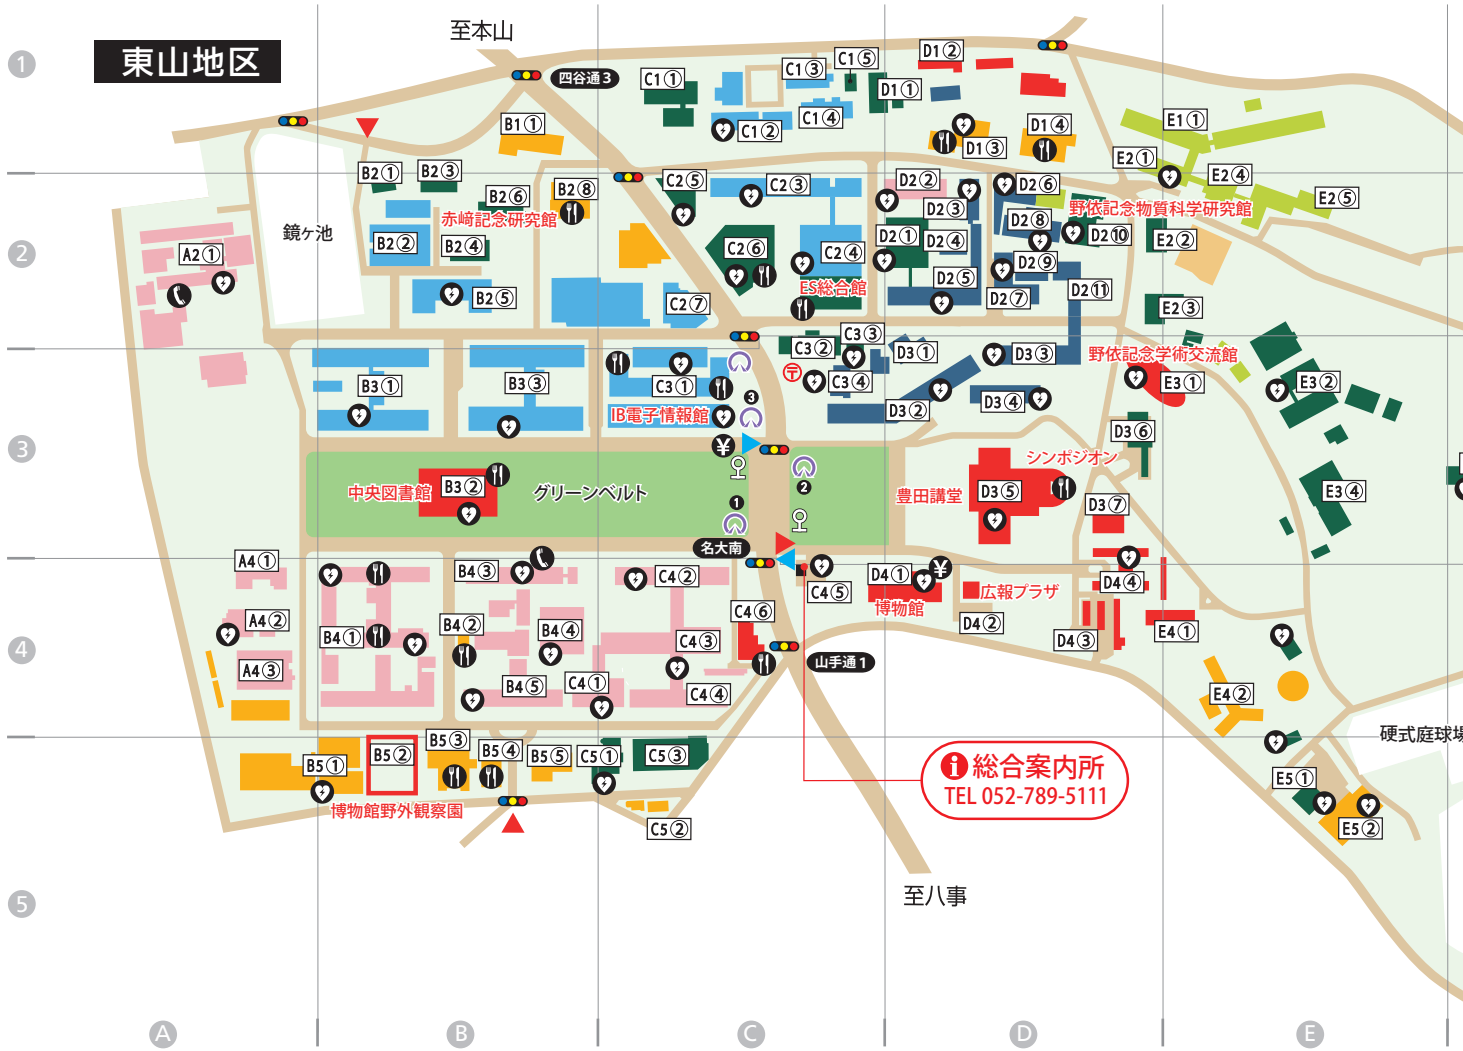 東山地区
至本山
四谷通3
1
C1①
C1③
C1⑤
D1②
C1②
C1④
D1①
B1①
D1③
D1④
E1①
E2①
B2①
B2③
B2⑥
B2⑧
赤﨑記念研究館
C2⑤
C2③
D2②
D2③
D2⑥
D2⑧
E2④
E2⑤
野依記念物質科学研究館
2
鏡ヶ池
A2①
B2②
B2④
B2⑤
C2⑥
C2④
ES総合館
C2⑦
D2①
D2④
D2⑤
D2⑨
D2⑦
D2⑩
D2⑪
E2②
E2③
C3②
C3③
C3④
D3①
D3③
野依記念学術交流館
E3①
E3②
B3①
B3③
C3①
IB電子情報館
3
D3②
D3④
D3⑥
3
中央図書館
B3②
グリーンベルト
1
2
豊田講堂
D3⑤
シンポジオン
D3⑦
E3④
名大南
A4①
B4③
C4②
C4⑤
D4①
博物館
広報プラザ
D4②
D4④
D4③
E4①
4
A4②
A4③
B4①
B4②
B4④
B4⑤
C4①
C4③
C4④
C4⑥
山手通1
E4②
硬式庭球場
B5①
B5②
B5③
B5④
B5⑤
C5①
C5③
C5②
博物館野外観察園
総合案内所
TEL 052-789-5111
E5①
E5②
至八事
5
A
B
C
D
E